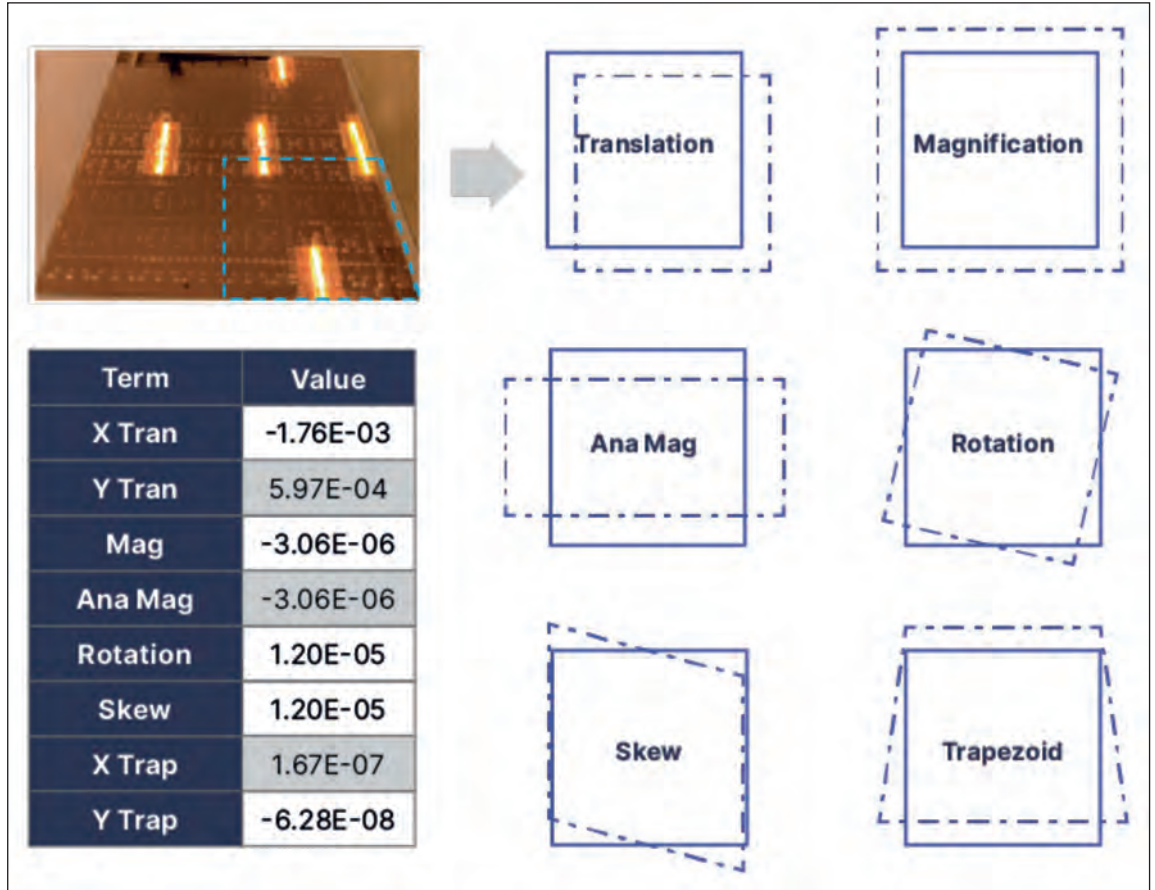 Translation
Magnification
Term Value
X Tran -1.76E-03
Y Tran 5.97E-04
Mag -3.06E-06
Ana Mag -3.06E-06
Rotation 1.20E-05
Skew 1.20E-05
X Trap 1.67E-07
Y Trap -6.28E-08
Ana Mag
Rotation
Skew
Trapezoid